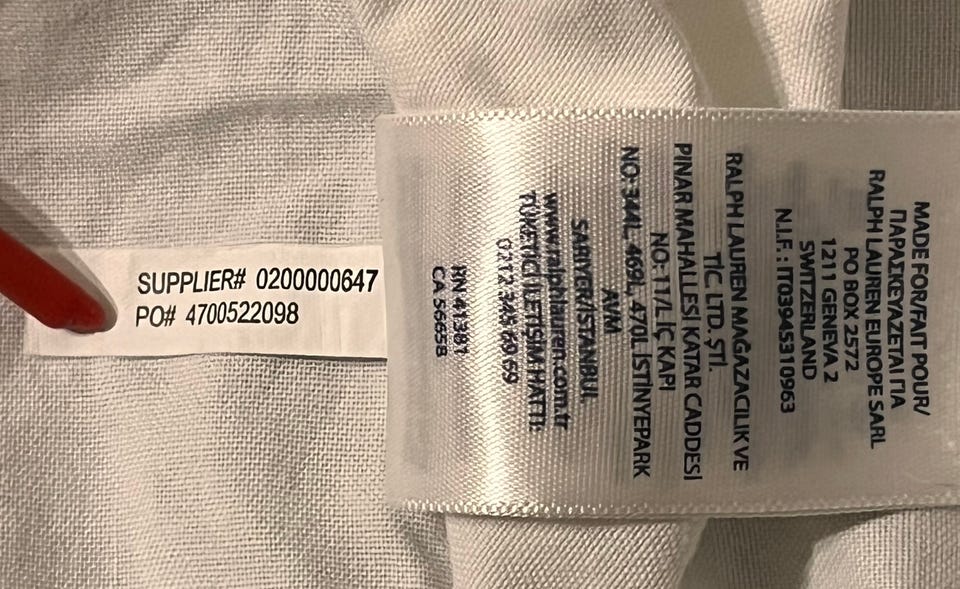 SUPPLIER# 0200000647
PO# 4700522098
MADE FOR/FAIT POUR/
ΠΑΡΑΣΚΕΥΑΖΕΤΑΙ ΓΙΑ
RALPH LAUREN EUROPE SARL
PO BOX 2572
1211 GENEVA 2
SWITZERLAND
N.I.F.: IT03945310963
RALPH LAUREN MAĞAZACILIK VE
TİC. LTD. ŞTİ.
PINAR MAHALLESİ KATAR CADDESİ
NO:11/L İÇ KAPI
NO:344L, 469L, 470L İSTİNYEPARK
AVM
SARIYER/İSTANBUL
www.ralphlauren.com.tr
TÜKETİCİ İLETİŞİM HATTI:
0212 345 69 69
RN 41381
CA 56658